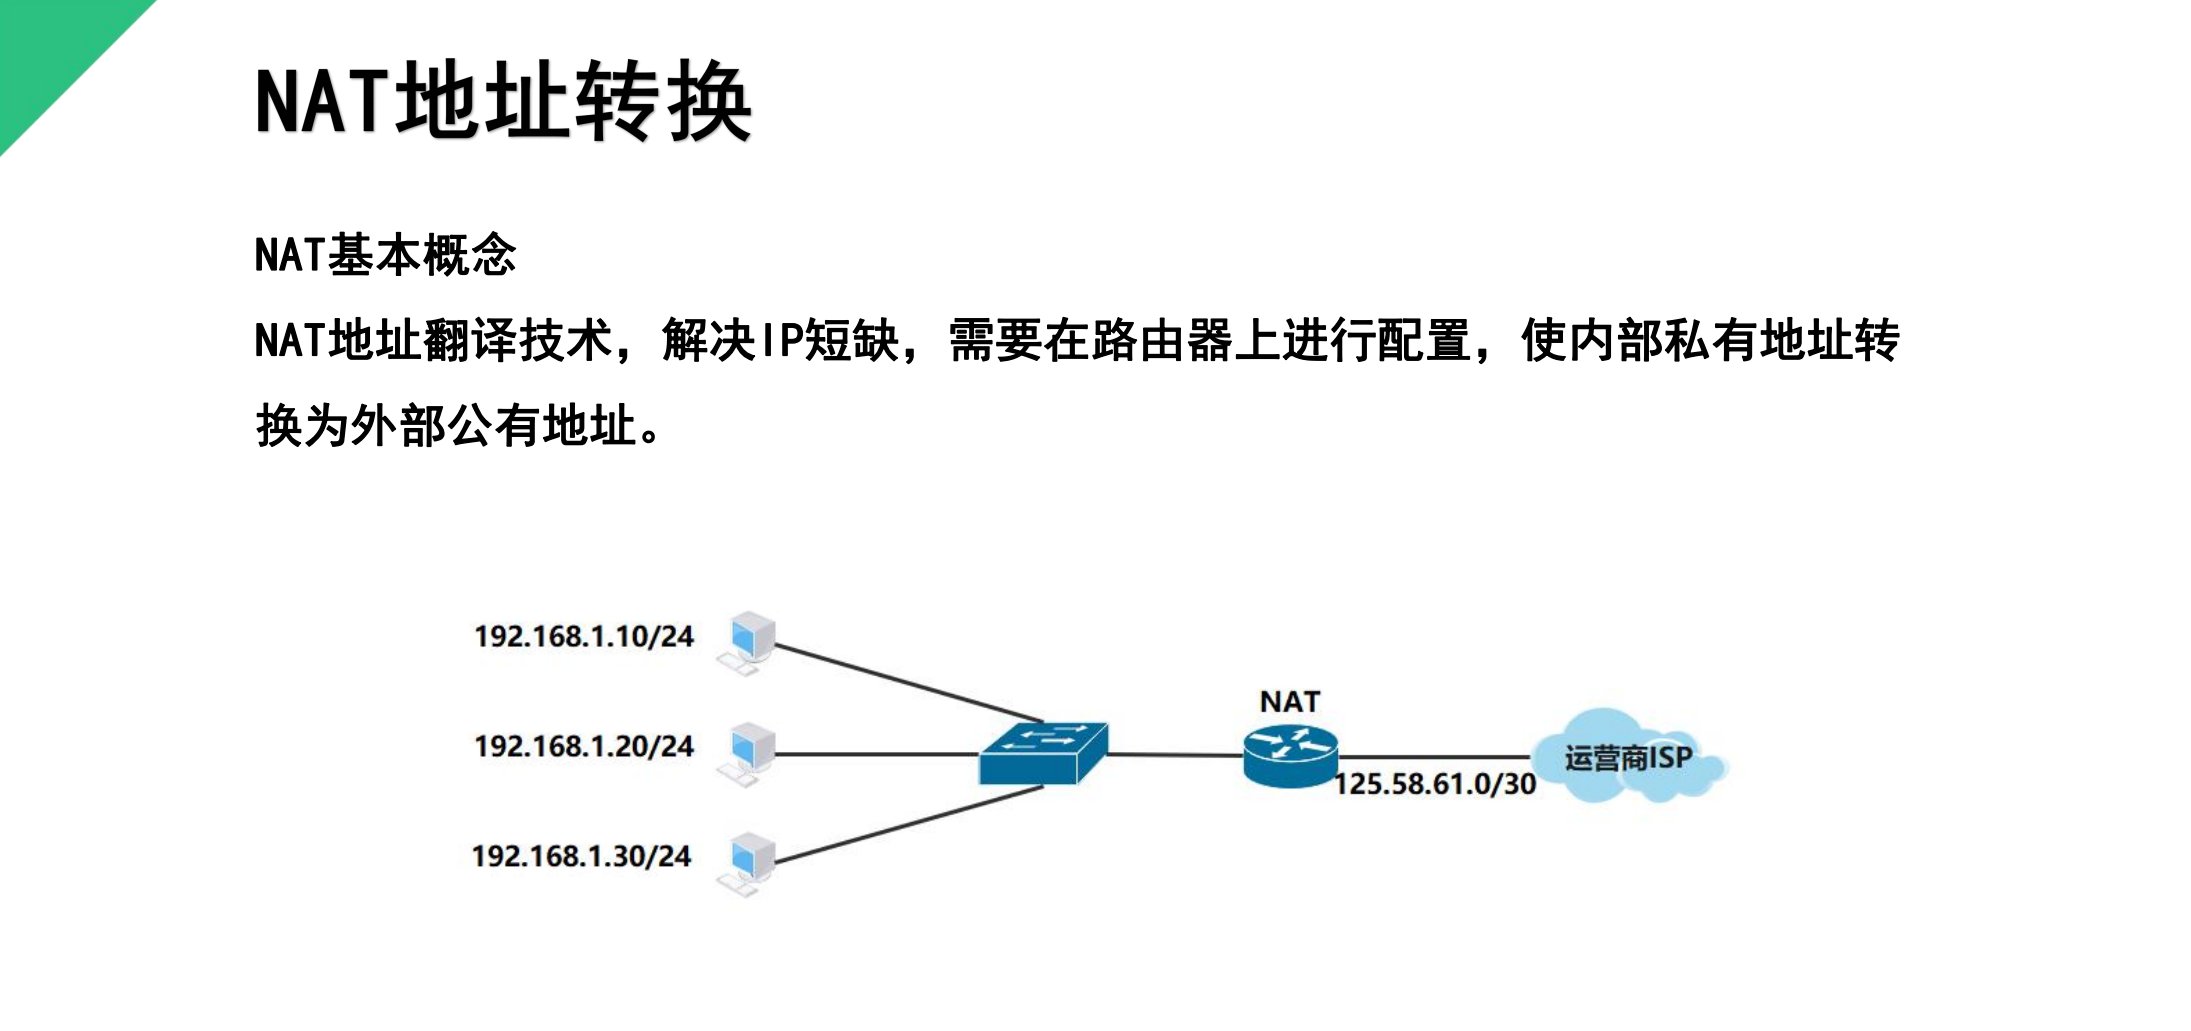 NAT地址转换
NAT基本概念
NAT地址翻译技术，解决IP短缺，需要在路由器上进行配置，使内部私有地址转
换为外部公有地址。
192.168.1.10/24
NAT
192.168.1.20/24
运营商ISP
125.58.61.0/30
192.168.1.30/24